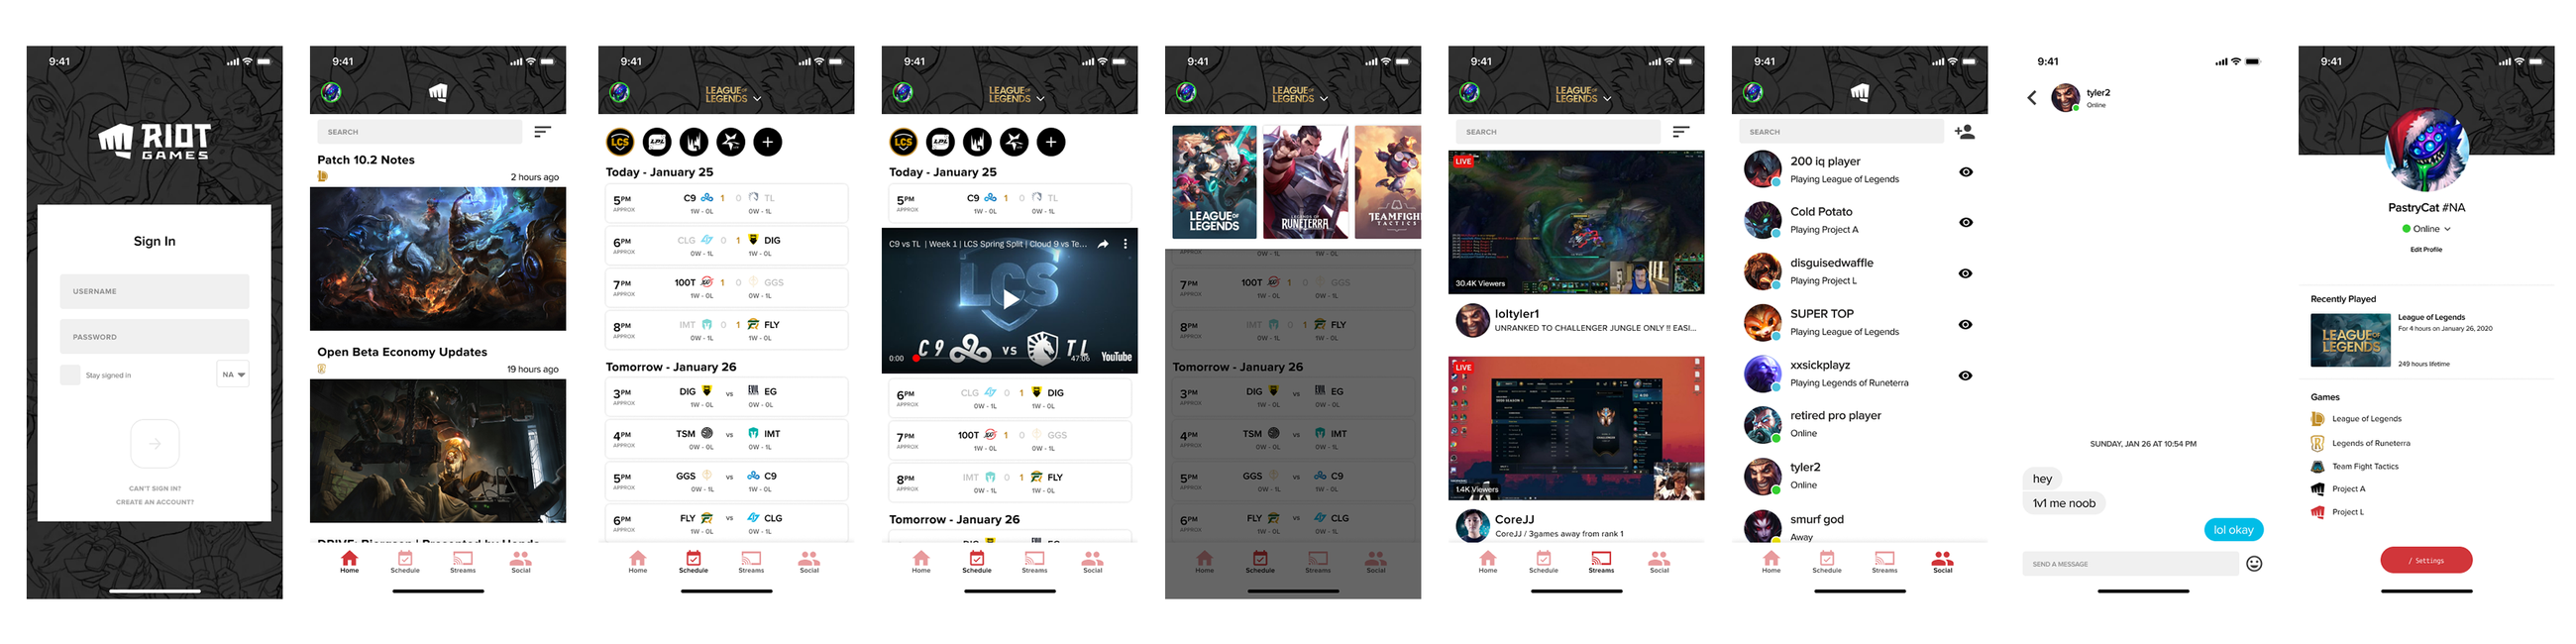 9:41
RIOT
GAMES
Sign In
USERNAME
PASSWORD
Stay signed in
NA
CAN'T SIGN IN?
CREATE AN ACCOUNT?
9:41
SEARCH
Patch 10.2 Notes
2 hours ago
Open Beta Economy Updates
19 hours ago
Home
Schedule
Streams
Social
9:41
LEAGUE OF
LEGENDS
LCS
LPL
Today - January 25
5PM C9 1 0 TL
APPROX 1W - 0L 0W - 1L
6PM CLG 0 1 DIG
APPROX 0W - 1L 1W - 0L
7PM 100T 1 0 GGS
APPROX 1W - 0L 0W - 1L
8PM IMT 0 1 FLY
APPROX 0W - 1L 1W - 0L
Tomorrow - January 26
3PM DIG vs EG
APPROX 1W - 0L 0W - 0L
4PM TSM vs IMT
APPROX 0W - 0L 0W - 1L
5PM GGS vs C9
APPROX 0W - 1L 1W - 0L
6PM FLY vs CLG
Home
Schedule
Streams
Social
9:41
LEAGUE OF
LEGENDS
LCS
LPL
Today - January 25
5PM C9 1 0 TL
APPROX 1W - 0L 0W - 1L
C9 vs TL | Week 1 | LCS Spring Split | Cloud 9 vs Te...
LCS
C9 VS TL
0:00
47:06
YouTube
6PM CLG 0 1 DIG
APPROX 0W - 1L 1W - 0L
7PM 100T 1 0 GGS
APPROX 1W - 0L 0W - 1L
8PM IMT 0 1 FLY
APPROX 0W - 1L 1W - 0L
Tomorrow - January 26
Home
Schedule
Streams
Social
9:41
LEAGUE OF
LEGENDS
LEAGUE OF
LEGENDS
LEGENDS OF
RUNETERRA
TEAMFIGH
TACTICS
7PM 100T 1 0 GGS
APPROX 1W - 0L 0W - 1L
8PM IMT 0 1 FLY
APPROX 0W - 1L 1W - 0L
Tomorrow - January 26
3PM DIG vs EG
APPROX 1W - 0L 0W - 0L
4PM TSM vs IMT
APPROX 0W - 0L 0W - 1L
5PM GGS vs C9
APPROX 0W - 1L 1W - 0L
6PM FLY vs CLG
Home
Schedule
Streams
Social
9:41
LEAGUE OF
LEGENDS
SEARCH
LIVE
30.4K Viewers
loltyler1
UNRANKED TO CHALLENGER JUNGLE ONLY !! EASI...
LIVE
1.4K Viewers
CoreJJ
CoreJJ / 3games away from rank 1
Home
Schedule
Streams
Social
9:41
SEARCH
200 iq player
Playing League of Legends
Cold Potato
Playing Project A
disguisedwaffle
Playing Project L
SUPER TOP
Playing League of Legends
xxsickplayz
Playing Legends of Runeterra
retired pro player
Online
tyler2
Online
smurf god
Away
Home
Schedule
Streams
Social
9:41
tyler2
Online
SUNDAY, JAN 26 AT 10:54 PM
hey
1v1 me noob
lol okay
SEND A MESSAGE
9:41
PastryCat #NA
Online
Edit Profile
Recently Played
LEAGUE OF
LEGENDS
League of Legends
For 4 hours on January 26, 2020
249 hours lifetime
Games
League of Legends
Legends of Runeterra
Team Fight Tactics
Project A
Project L
/ Settings